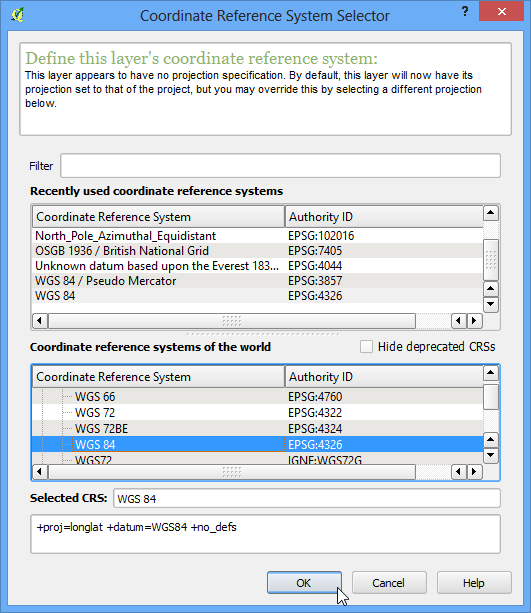 Coordinate Reference System Selector
Define this layer's coordinate reference system:
This layer appears to have no projection specification. By default, this layer will now have its
projection set to that of the project, but you may override this by selecting a different projection
below.
Filter
Recently used coordinate reference systems
Coordinate Reference System Authority ID
North_Pole_Azimuthal_Equidistant EPSG:102016
OSGB 1936 / British National Grid EPSG:7405
Unknown datum based upon the Everest 183... EPSG:4044
WGS 84 / Pseudo Mercator EPSG:3857
WGS 84 EPSG:4326
Coordinate reference systems of the world Hide deprecated CRSs
Coordinate Reference System Authority ID
WGS 66 EPSG:4760
WGS 72 EPSG:4322
WGS 72BE EPSG:4324
WGS 84 EPSG:4326
WGS72 IGNF:WGS72G
Selected CRS: WGS 84
+proj=longlat +datum=WGS84 +no_defs
OK Cancel Help